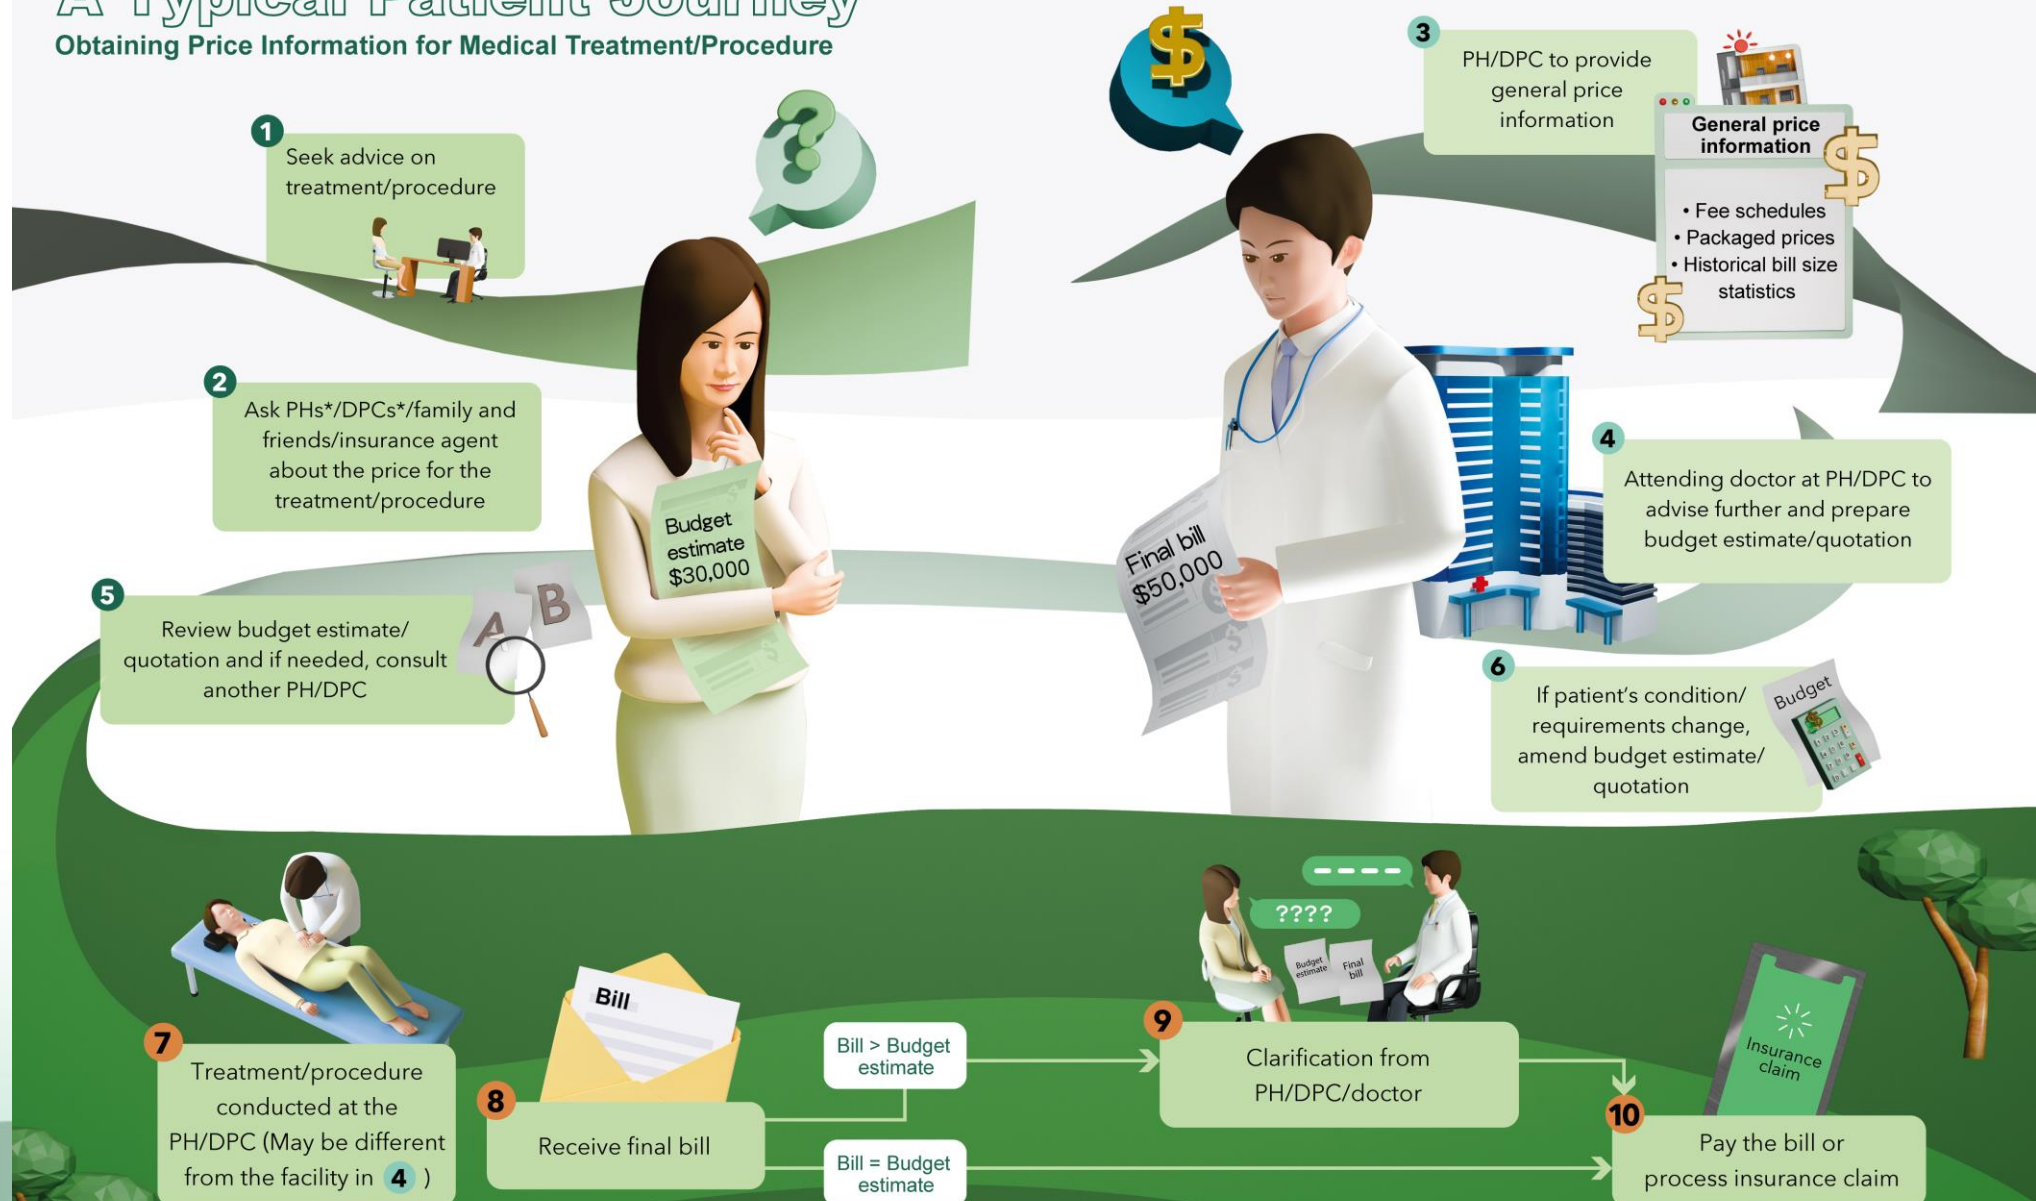 A Typical Patient Journey
Obtaining Price Information for Medical Treatment/Procedure
1
Seek advice on
treatment/procedure
2
Ask PHs*/DPCs*/family and
friends/insurance agent
about the price for the
treatment/procedure
3
PH/DPC to provide
general price
information
General price
information
• Fee schedules
• Packaged prices
• Historical bill size
statistics
4
Attending doctor at PH/DPC to
advise further and prepare
budget estimate/quotation
Budget
estimate
$30,000
Final bill
$50,000
5
Review budget estimate/
quotation and if needed, consult
another PH/DPC
A
B
6
If patient's condition/
requirements change,
amend budget estimate/
quotation
Budget
7
Treatment/procedure
conducted at the
PH/DPC (May be different
from the facility in 4 )
Bill
8
Receive final bill
Bill > Budget
estimate
Bill = Budget
estimate
????
Budget
estimate
Final
bill
9
Clarification from
PH/DPC/doctor
Insurance
claim
10
Pay the bill or
process insurance claim